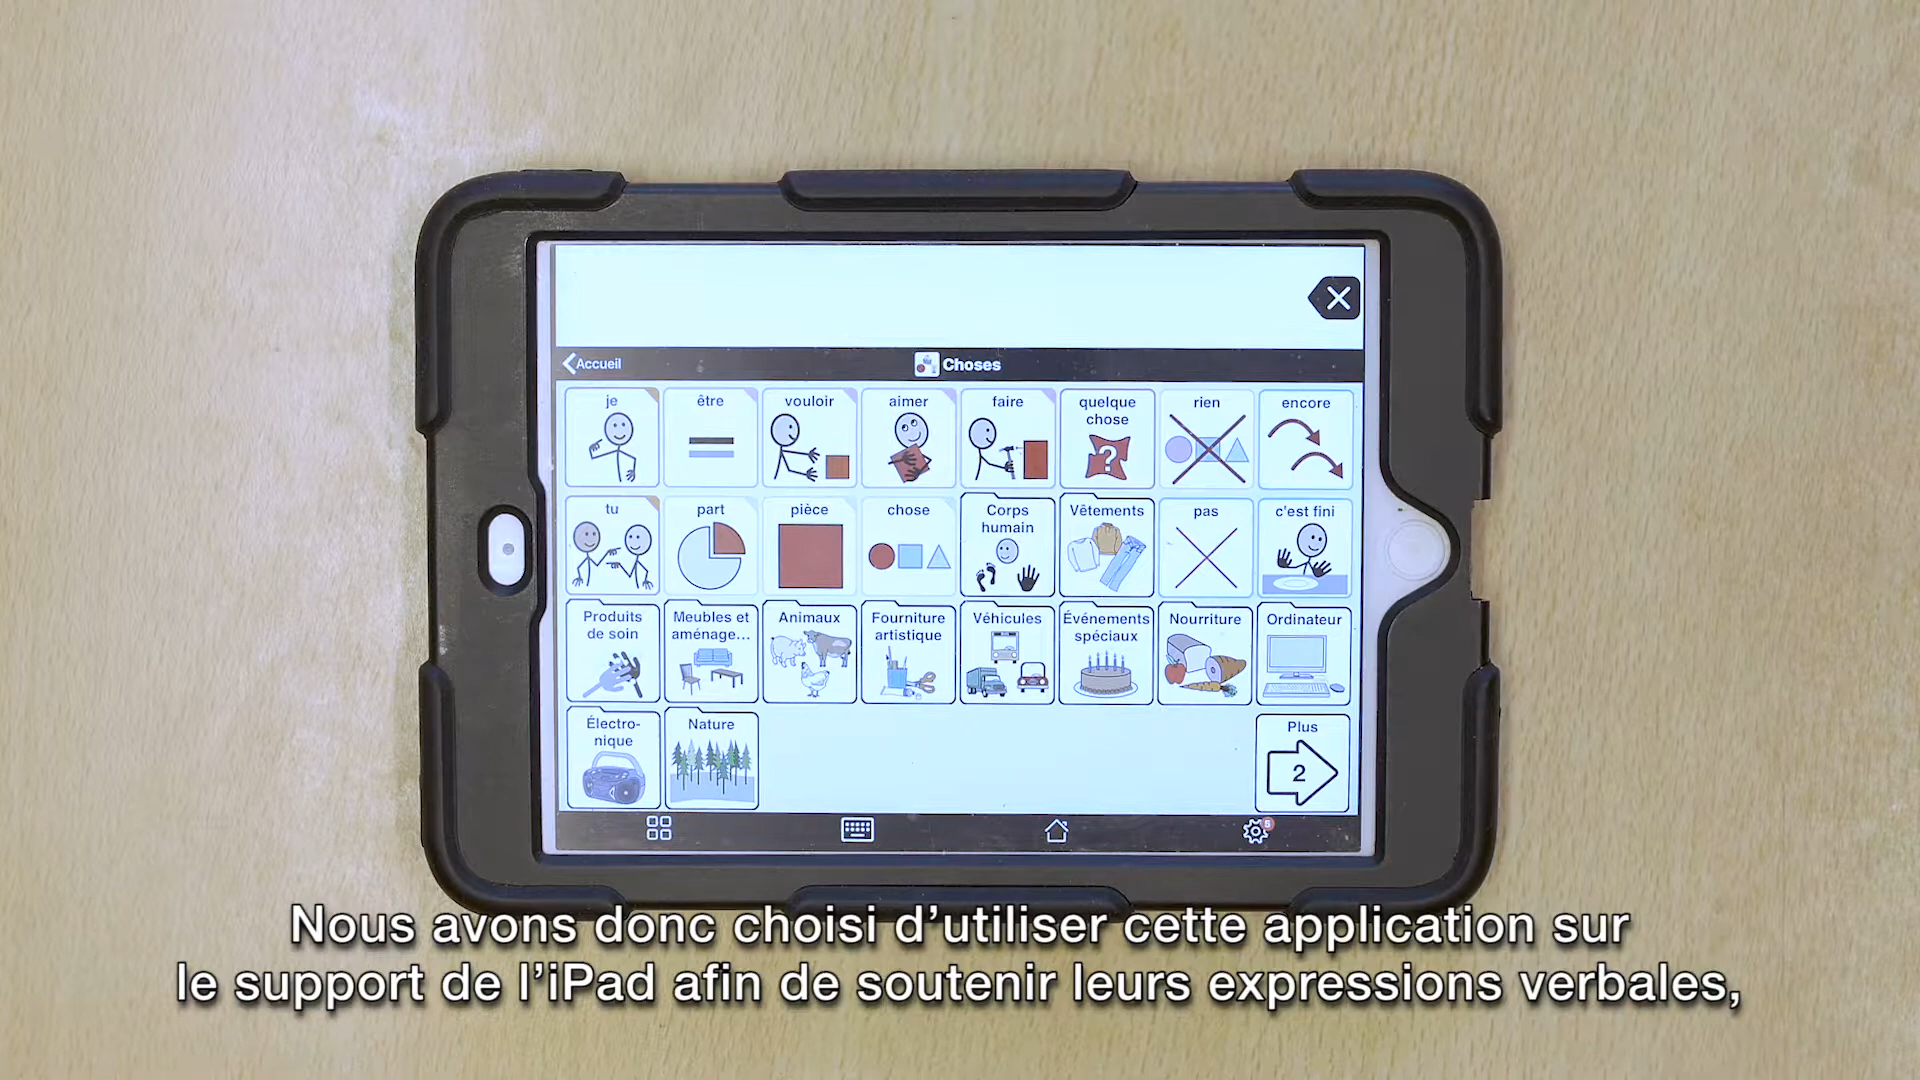 Accueil
Choses
je
être
vouloir
aimer
faire
quelque
chose
rien
encore
tu
part
pièce
chose
Corps
humain
Vêtements
pas
c'est fini
Produits
de soin
Meubles et
aménage...
Animaux
Fourniture
artistique
Véhicules
Événements
spéciaux
Nourriture
Ordinateur
Électro-
nique
Nature
Plus
2
Nous avons donc choisi d’utiliser cette application sur
le support de l’iPad afin de soutenir leurs expressions verbales,